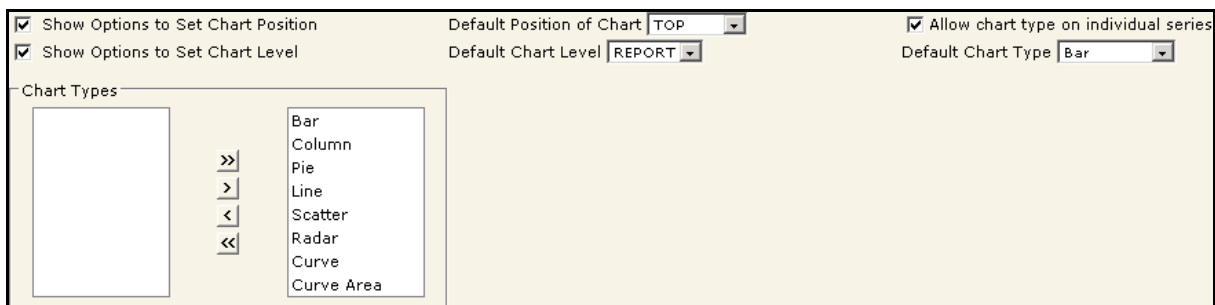 Show Options to Set Chart Position Default Position of Chart TOP Allow chart type on individual series
Show Options to Set Chart Level Default Chart Level REPORT Default Chart Type Bar
Chart Types
Bar
Column
>> Pie
> Line
< Scatter
<< Radar
Curve
Curve Area